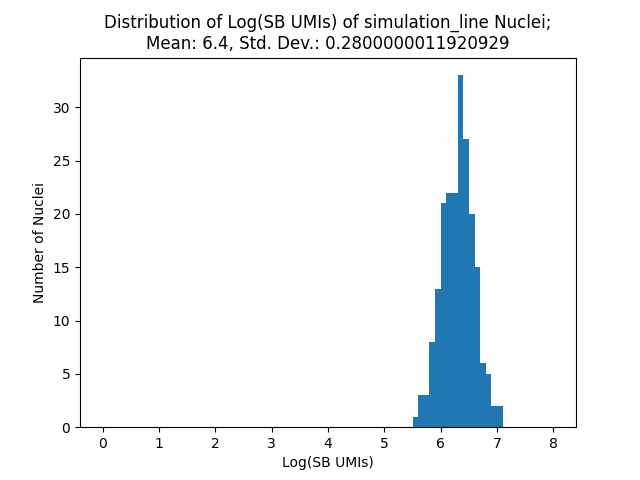 Distribution of Log(SB UMIs) of simulation_line Nuclei;
Mean: 6.4, Std. Dev.: 0.2800000011920929
30
25
20
15
10
5
0
Number of Nuclei
0 1 2 3 4 5 6 7 8
Log(SB UMIs)